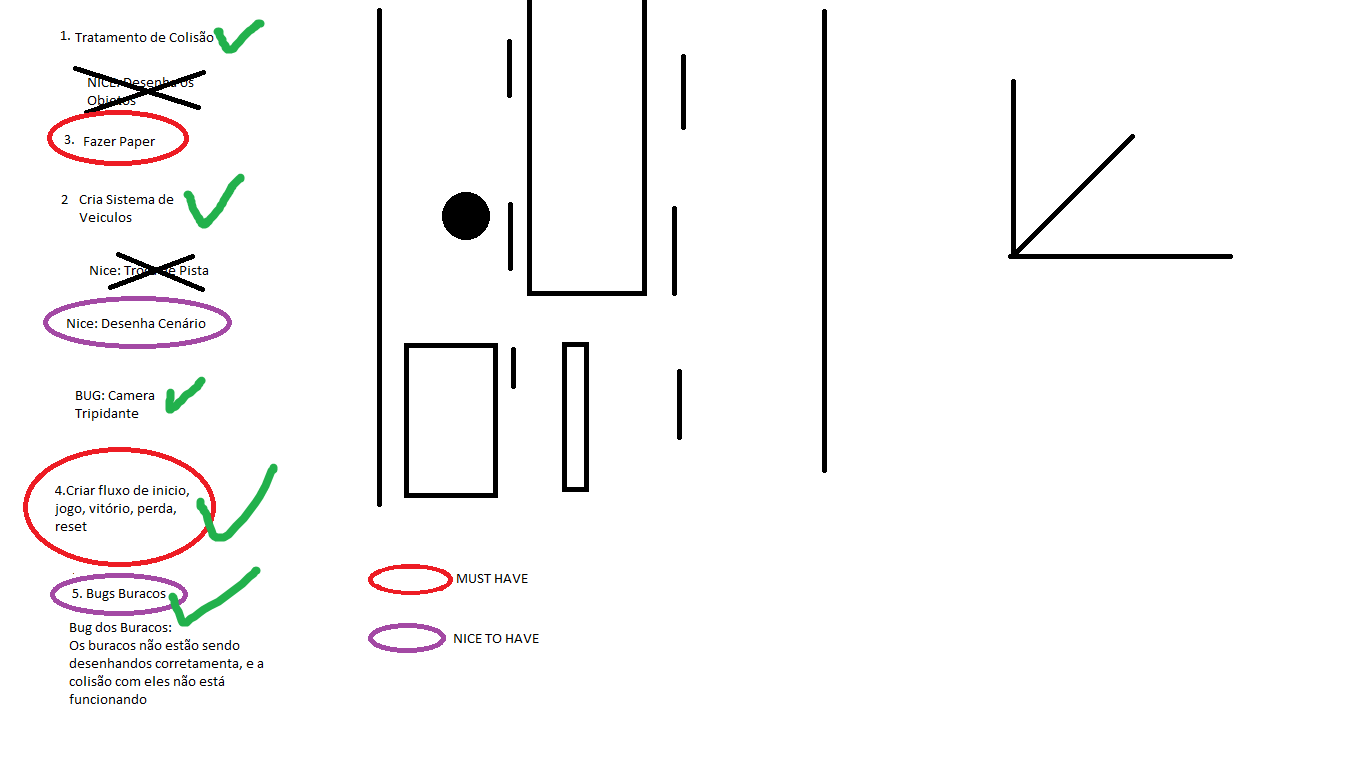 1. Tratamento de Colisão
NICE: Desenha os
Objetos
3. Fazer Paper
2 Cria Sistema de
Veiculos
Nice: Troca de Pista
Nice: Desenha Cenário
BUG: Camera
Tripidante
4.Criar fluxo de inicio,
jogo, vitório, perda,
reset
5. Bugs Buracos
Bug dos Buracos:
Os buracos não estão sendo
desenhandos corretamenta, e a
colisão com eles não está
funcionando
MUST HAVE
NICE TO HAVE